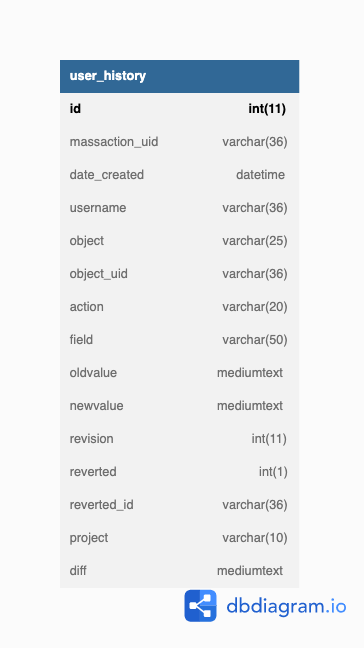 user_history
id int(11)
massaction_uid varchar(36)
date_created datetime
username varchar(36)
object varchar(25)
object_uid varchar(36)
action varchar(20)
field varchar(50)
oldvalue mediumtext
newvalue mediumtext
revision int(11)
reverted int(1)
reverted_id varchar(36)
project varchar(10)
diff mediumtext
dbdiagram.io